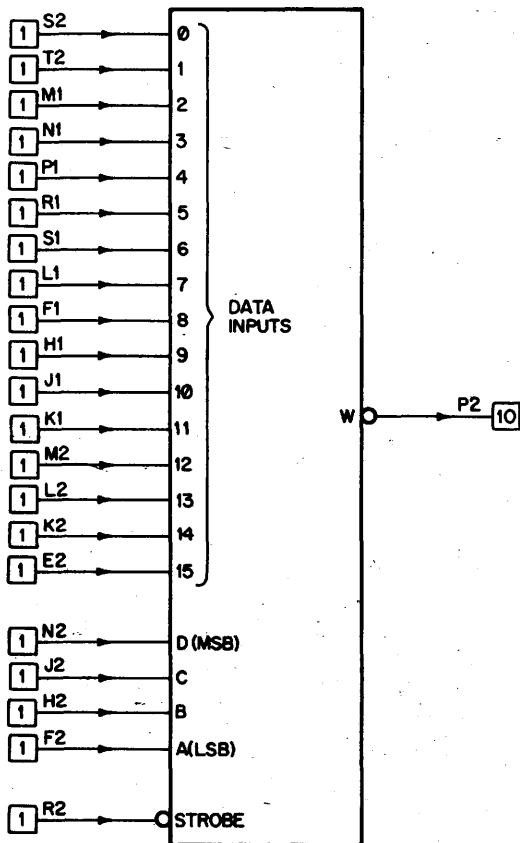 1 S2 0
1 T2 1
1 M1 2
1 N1 3
1 P1 4
1 R1 5
1 S1 6
1 L1 7
1 F1 8
DATA INPUTS
1 H1 9
1 J1 10
1 K1 11
W P2 10
1 M2 12
1 L2 13
1 K2 14
1 E2 15
1 N2 D (MSB)
1 J2 C
1 H2 B
1 F2 A(LSB)
1 R2 STROBE